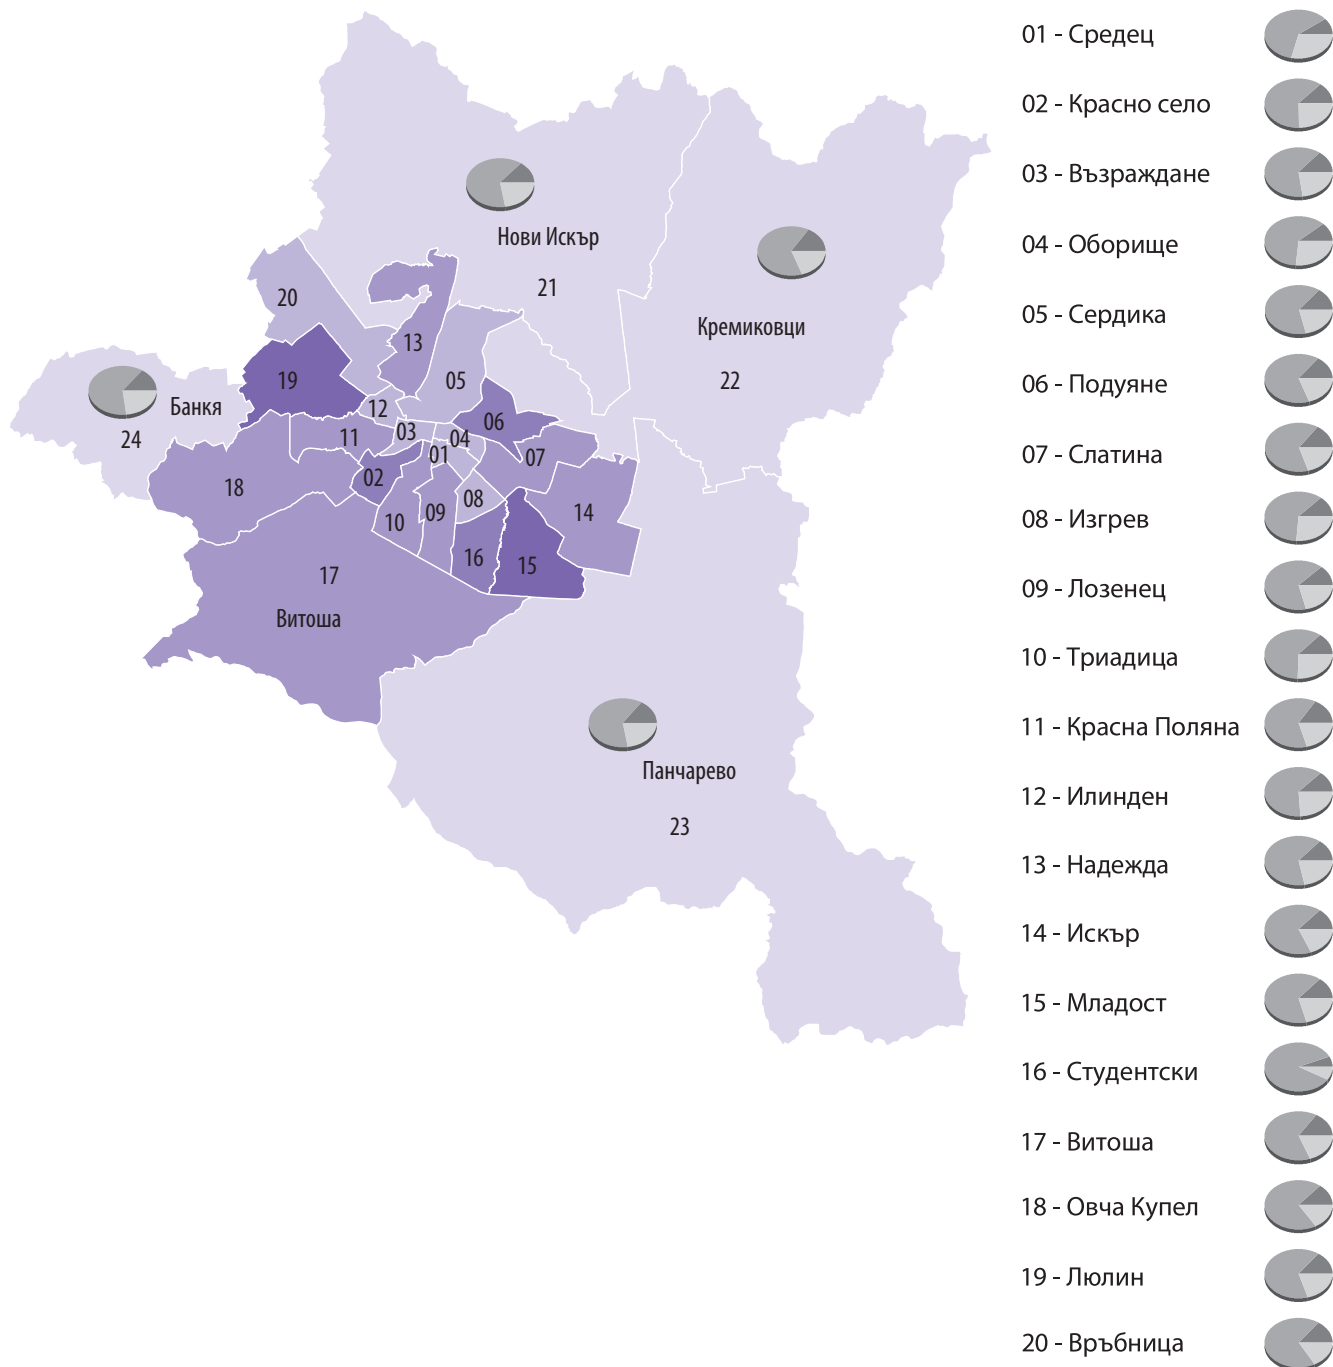 01 - Средец
02 - Красно село
03 - Възраждане
04 - Оборище
05 - Сердика
06 - Подуяне
07 - Слатина
08 - Изгрев
09 - Лозенец
10 - Триадица
11 - Красна Поляна
12 - Илинден
13 - Надежда
14 - Искър
15 - Младост
16 - Студентски
17 - Витоша
18 - Овча Купел
19 - Люлин
20 - Връбница
Нови Искър
21
20
Кремиковци
13
22
19
05
Банкя
12
06
24
03
04
11
01
07
02
18
08
09
14
10
16
15
17
Витоша
Панчарево
23